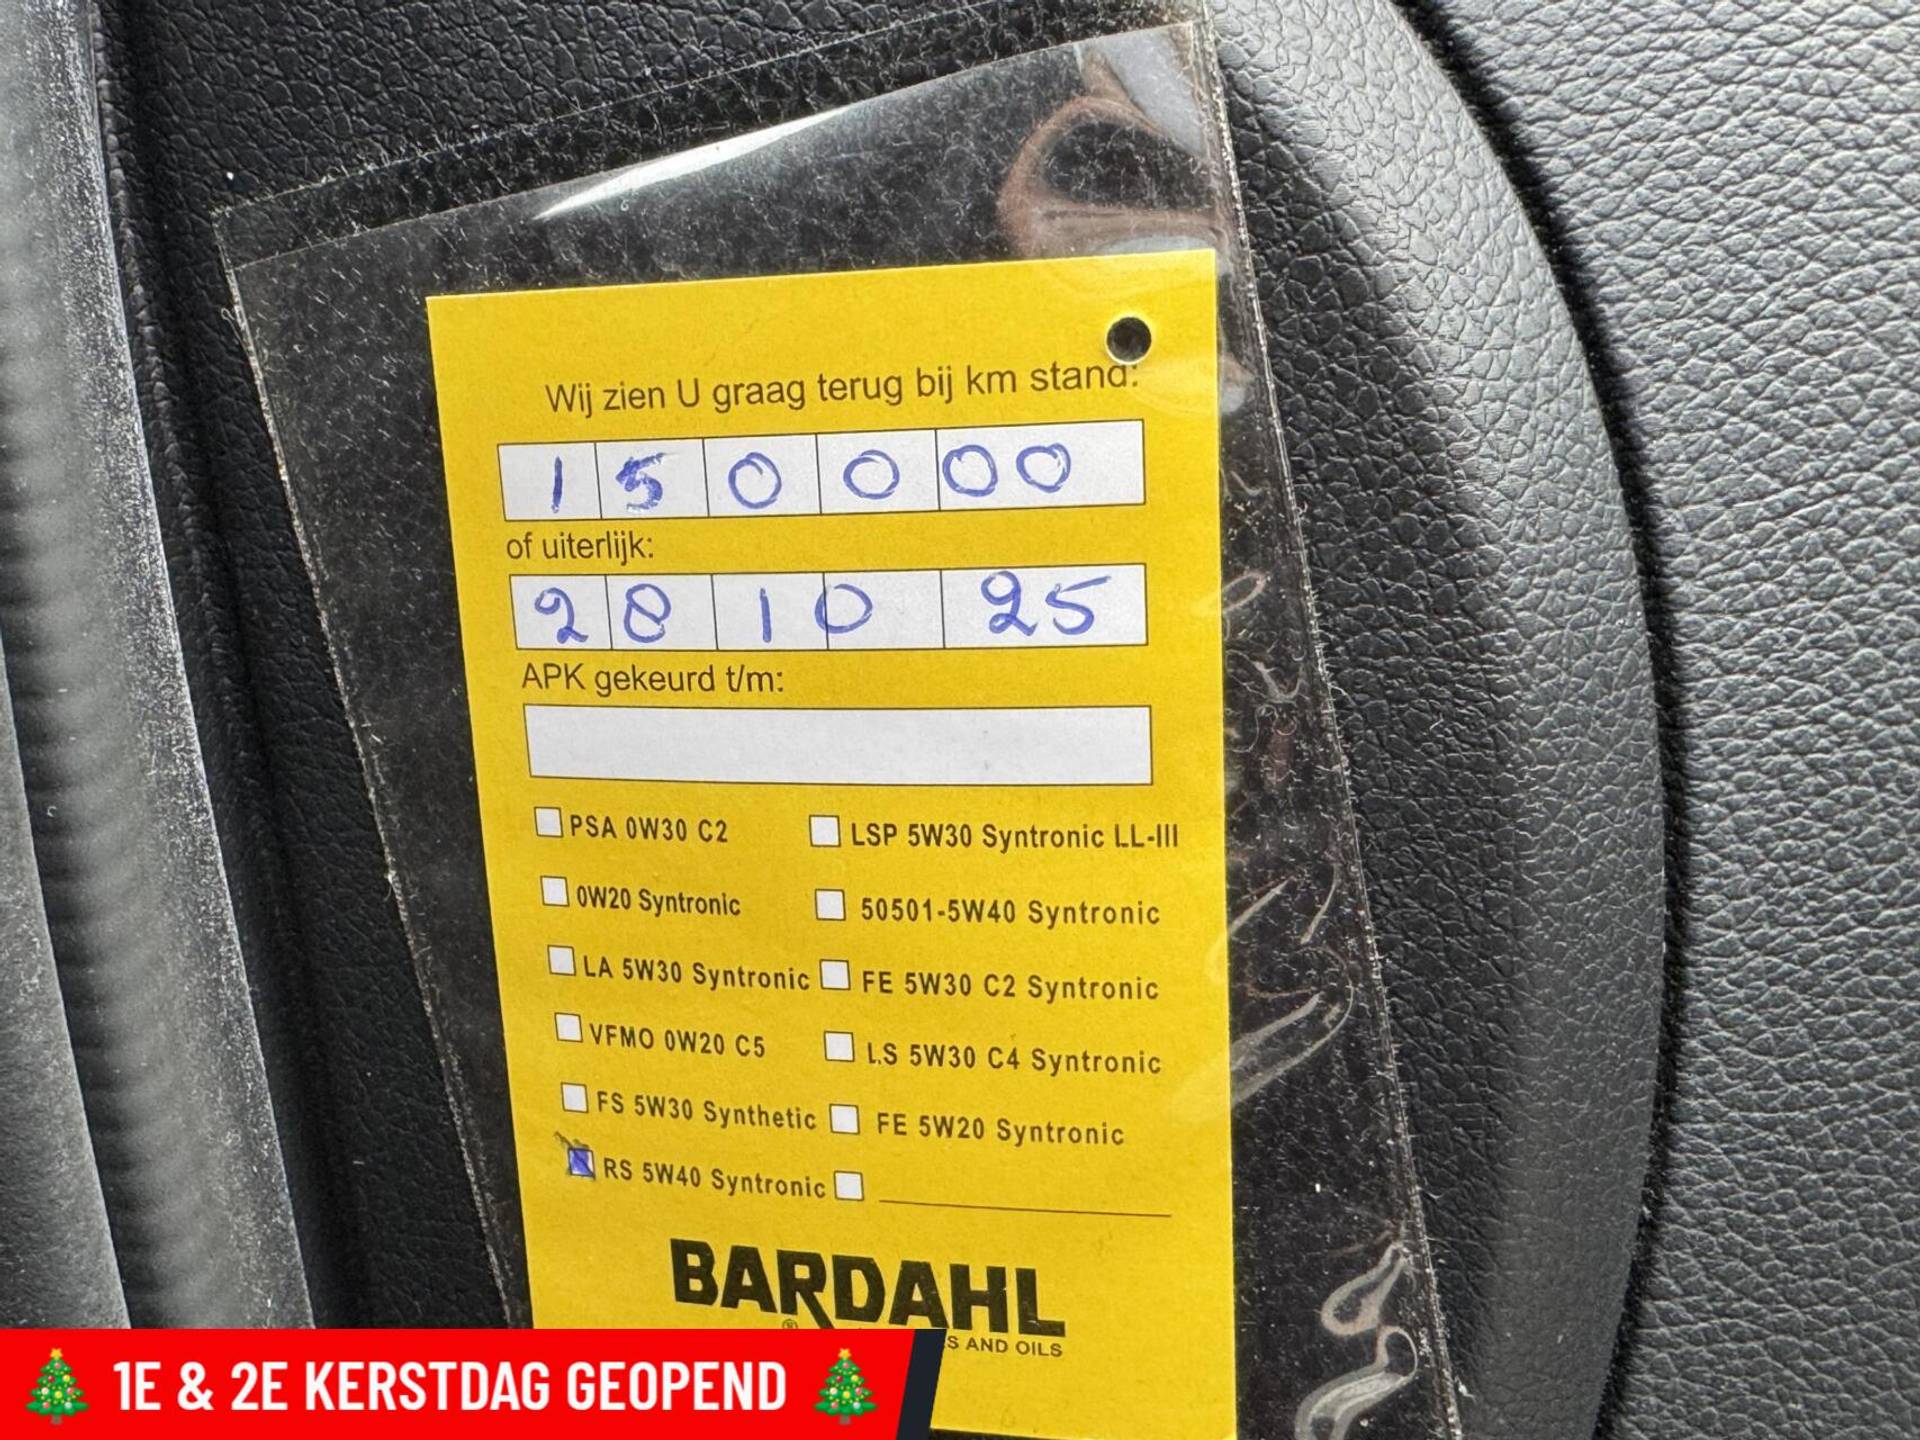 Wij zien U graag terug bij km stand:
150000
of uiterlijk:
28 10 25
APK gekeurd t/m:
PSA 0W30 C2
LSP 5W30 Syntronic LL-III
0W20 Syntronic
50501-5W40 Syntronic
LA 5W30 Syntronic
FE 5W30 C2 Syntronic
VFMO 0W20 C5
LS 5W30 C4 Syntronic
FS 5W30 Synthetic
FE 5W20 Syntronic
RS 5W40 Syntronic
BARDAHL
®
AND OILS
1E & 2E KERSTDAG GEOPEND